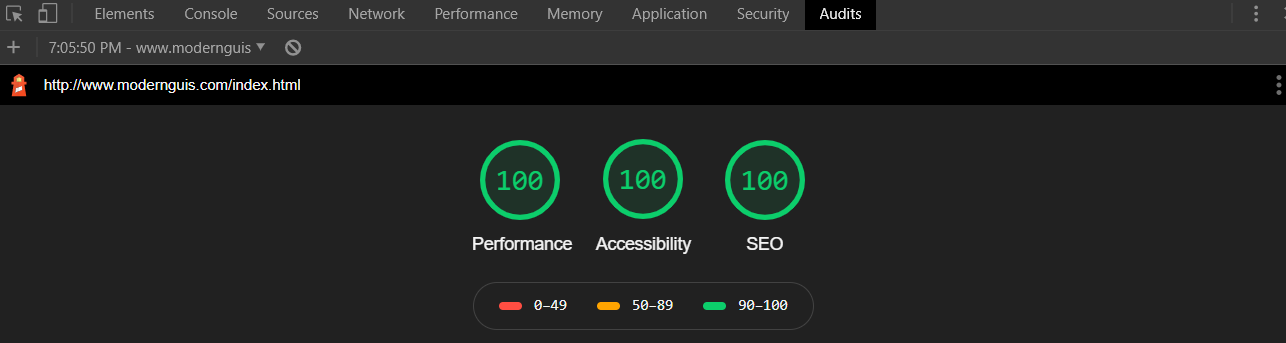 Elements Console Sources Network Performance Memory Application Security Audits
7:05:50 PM - www.modernguis
http://www.modernguis.com/index.html
100 100 100
Performance Accessibility SEO
0–49 50–89 90–100